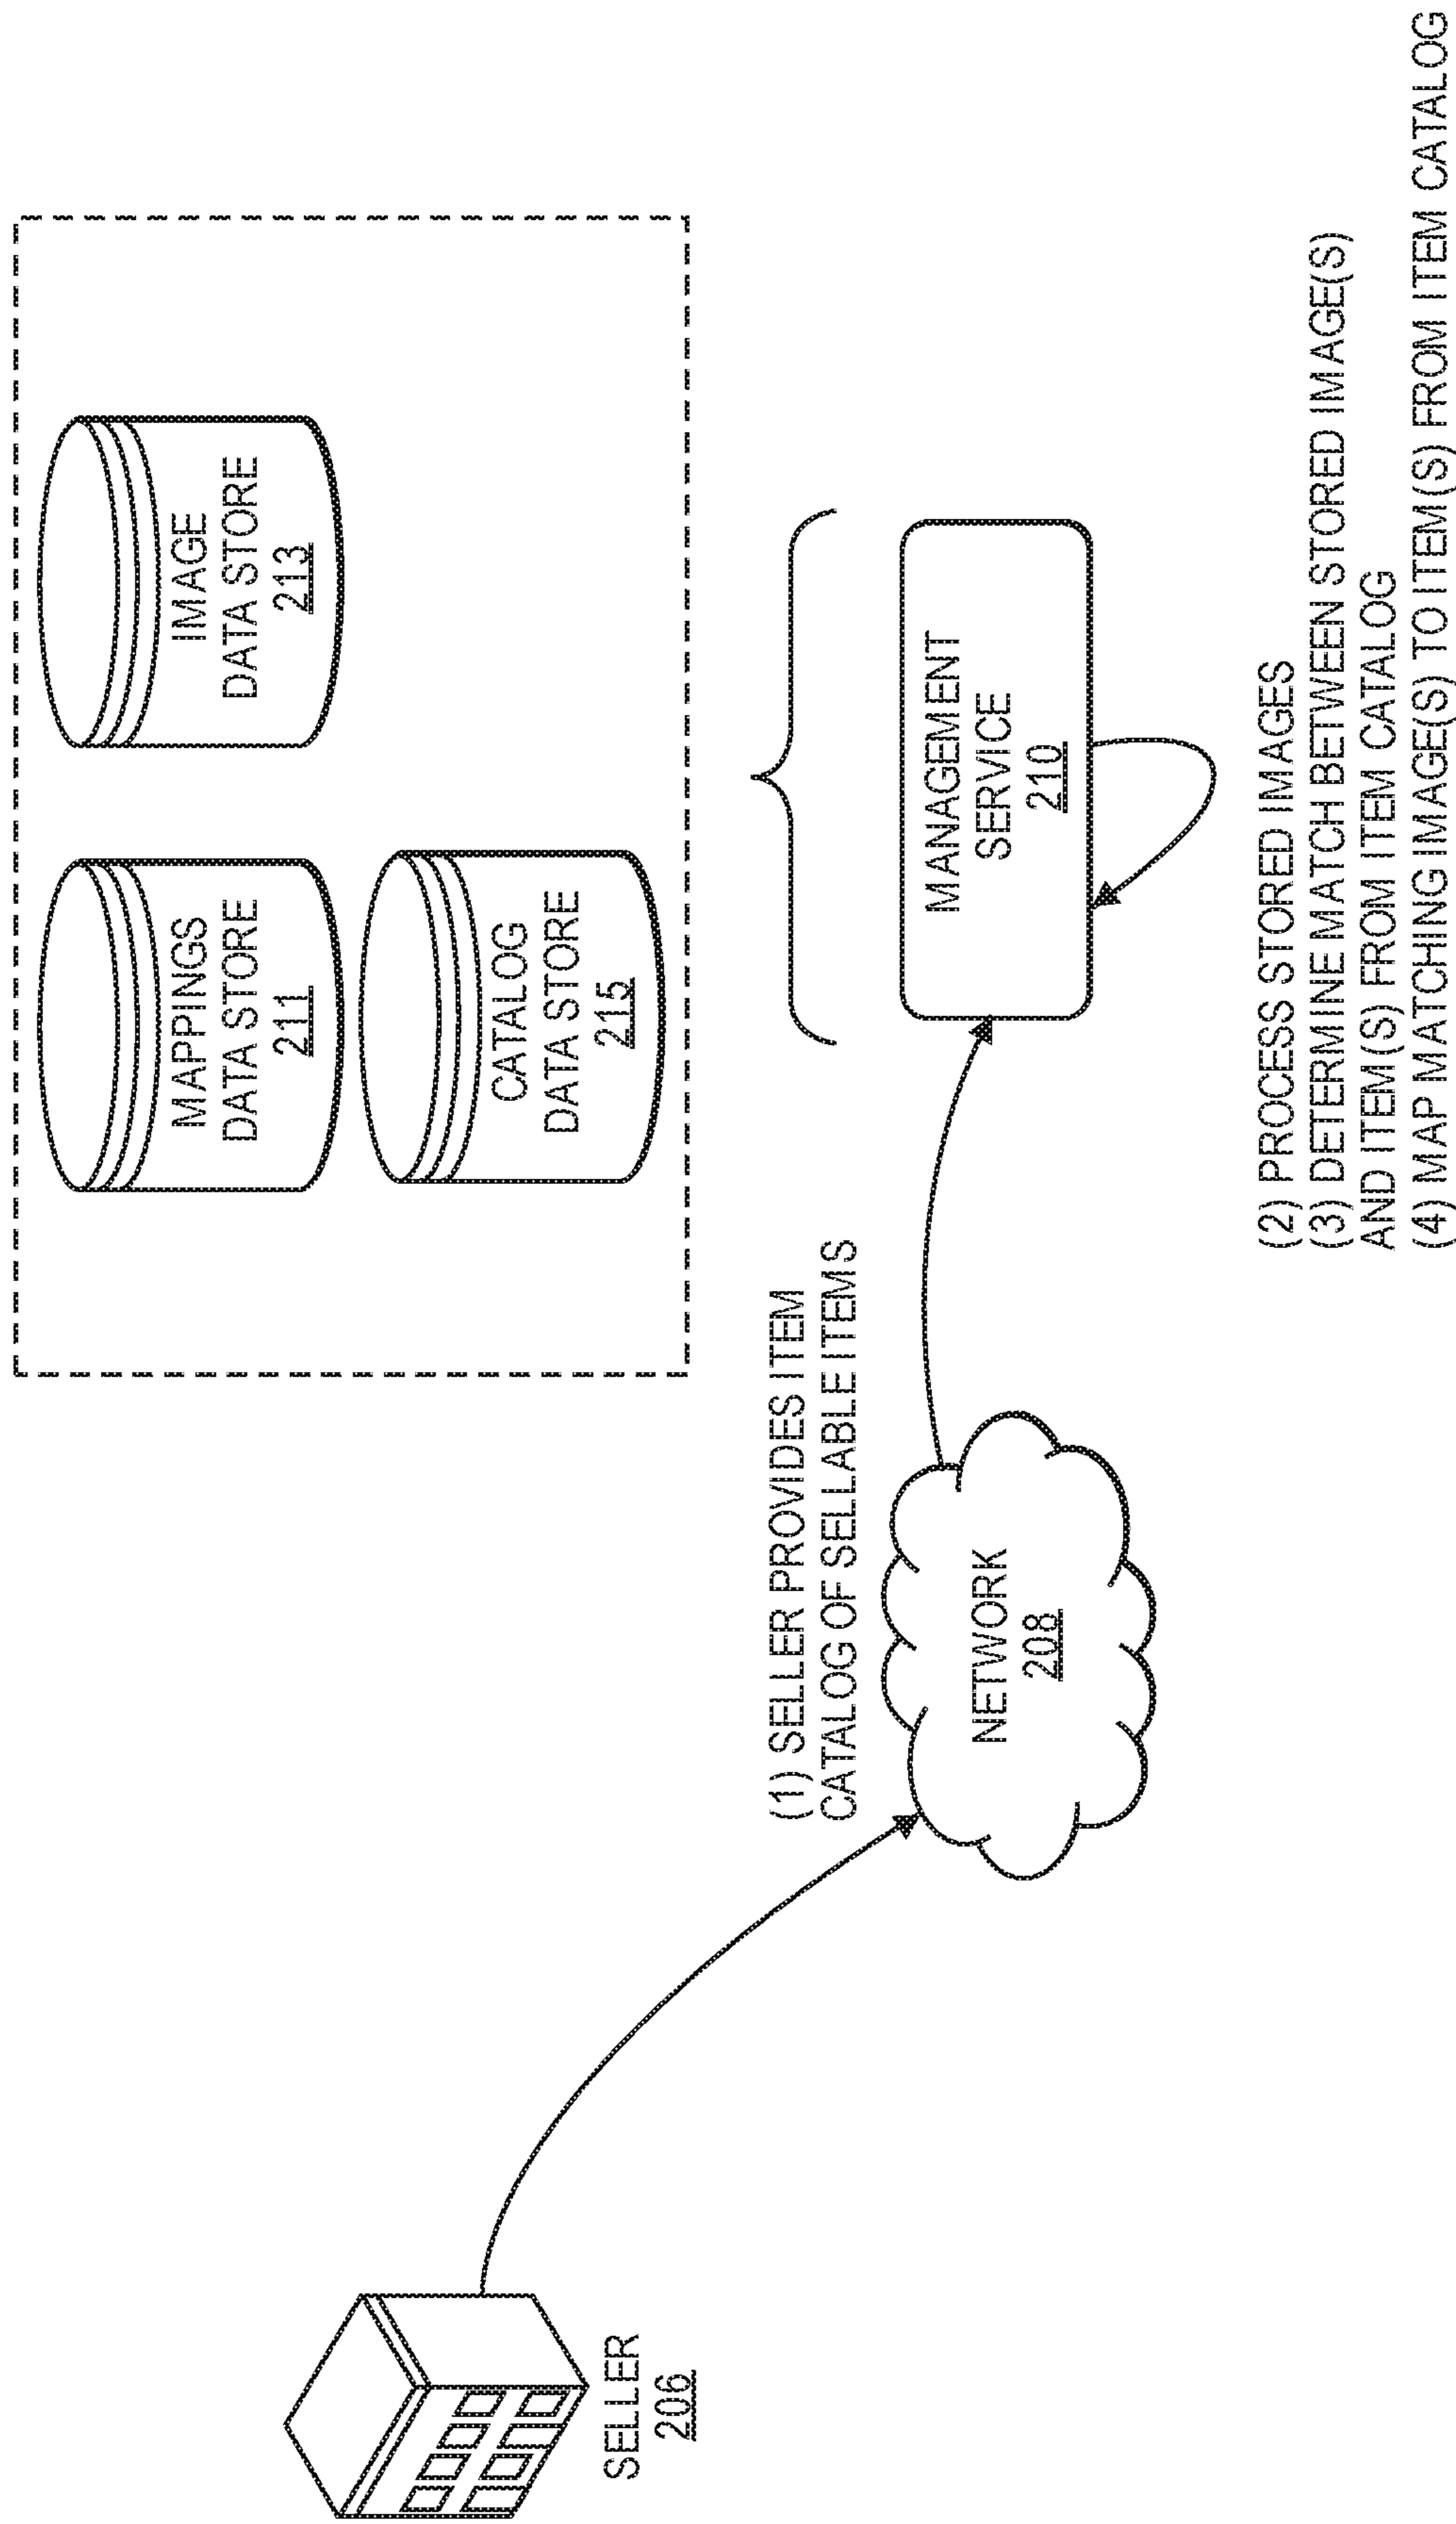 MAPPINGS
DATA STORE
211
IMAGE
DATA STORE
213
CATALOG
DATA STORE
215
(1) SELLER PROVIDES ITEM
CATALOG OF SELLABLE ITEMS
SELLER
206
NETWORK
208
MANAGEMENT
SERVICE
210
(2) PROCESS STORED IMAGES
(3) DETERMINE MATCH BETWEEN STORED IMAGE(S)
AND ITEM(S) FROM ITEM CATALOG
(4) MAP MATCHING IMAGE(S) TO ITEM(S) FROM ITEM CATALOG